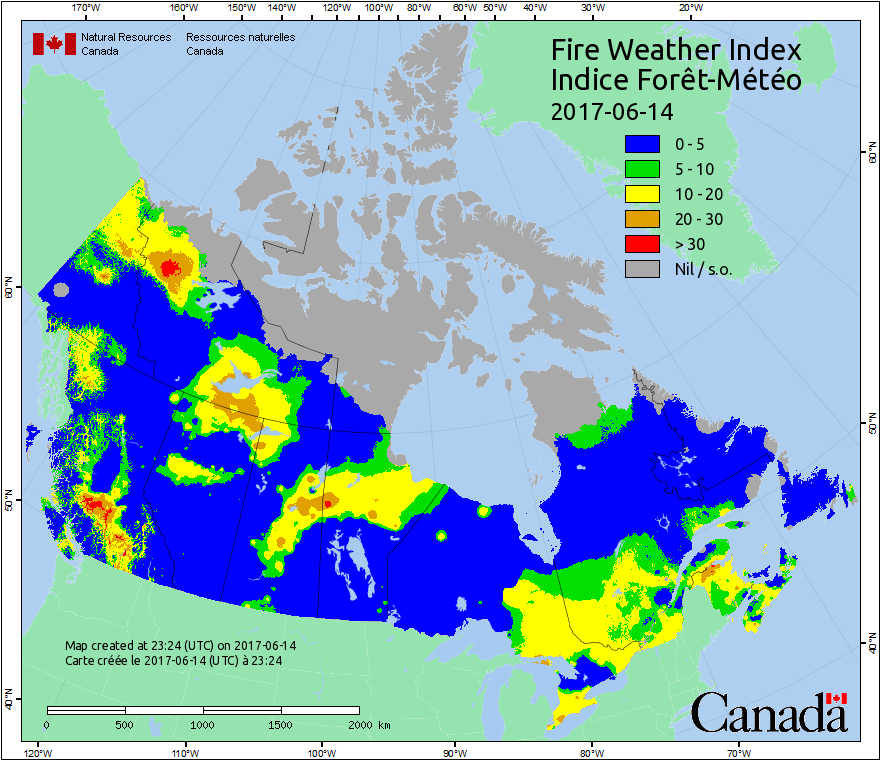 170°W 160°W 150°W 140°W 120°W 100°W 80°W 60°W 50°W 40°W 30°W 20°W
Natural Resources Ressources naturelles
Canada Canada
Fire Weather Index
Indice Forêt-Météo
2017-06-14
0 - 5
5 - 10
10 - 20
20 - 30
> 30
Nil / s.o.
60°N
60°N
50°N
50°N
40°N
40°N
Map created at 23:24 (UTC) on 2017-06-14
Carte créée le 2017-06-14 (UTC) à 23:24
0 500 1000 1500 2000 km
Canada
120°W 110°W 100°W 90°W 80°W 70°W